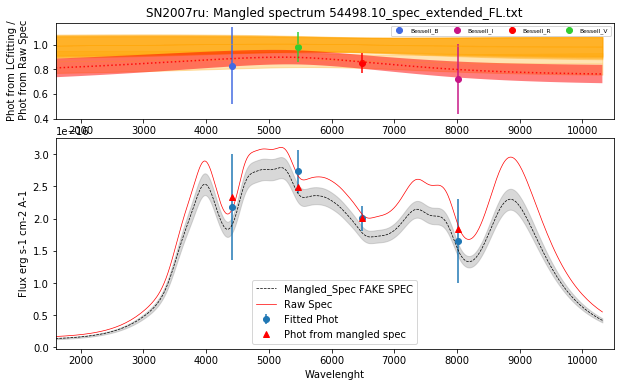 SN2007ru: Mangled spectrum 54498.10_spec_extended_FL.txt
Phot from LCfitting /
Phot from Raw Spec
1.0
0.8
0.6
0.4
Bessell_B
Bessell_I
Bessell_R
Bessell_V
2000 3000 4000 5000 6000 7000 8000 9000 10000
Flux erg s-1 cm-2 A-1
3.0
2.5
2.0
1.5
1.0
0.5
0.0
Mangled_Spec FAKE SPEC
Raw Spec
Fitted Phot
Phot from mangled spec
2000 3000 4000 5000 6000 7000 8000 9000 10000
Wavelenght